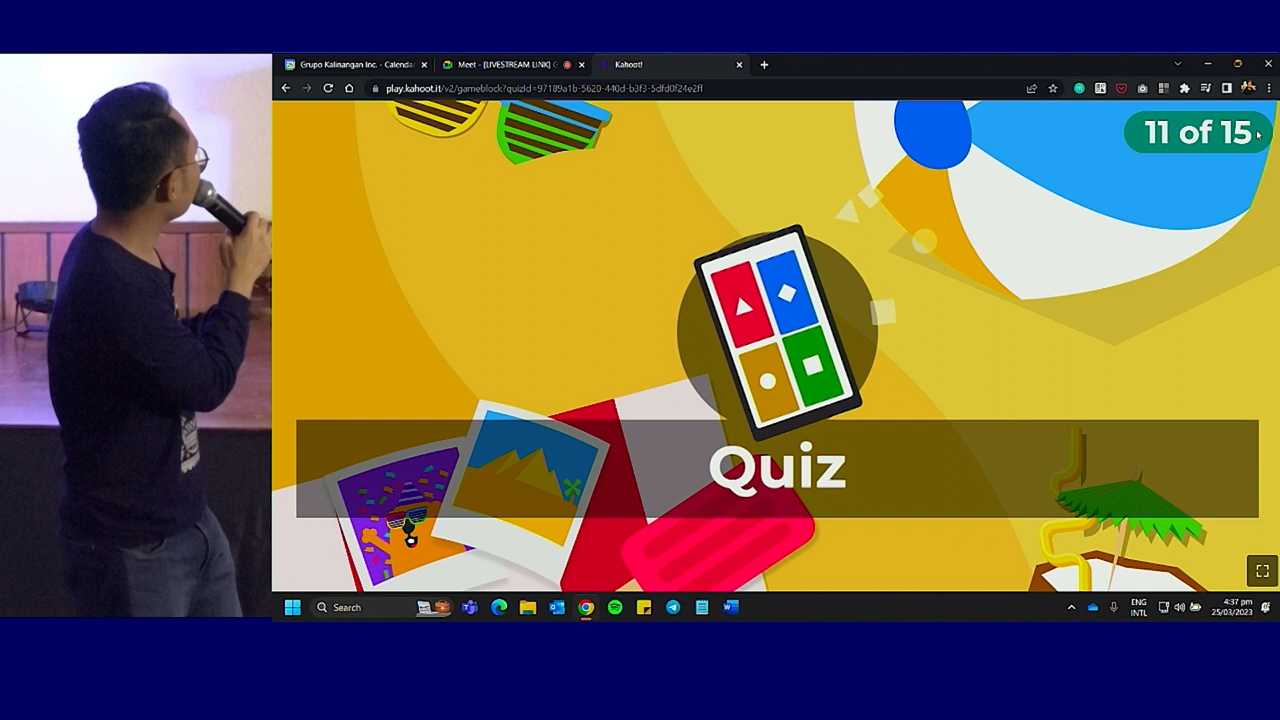 Grupo Kalinangan Inc. - Calenda
Meet - [LIVESTREAM LINK] G
Kahoot!
play.kahoot.it/v2/gameblock?quizId=97189a1b-5620-440d-b3f3-5dfd0f24e2ff
11 of 15
Quiz
Search
ENG
INTL
4:37 pm
25/03/2023